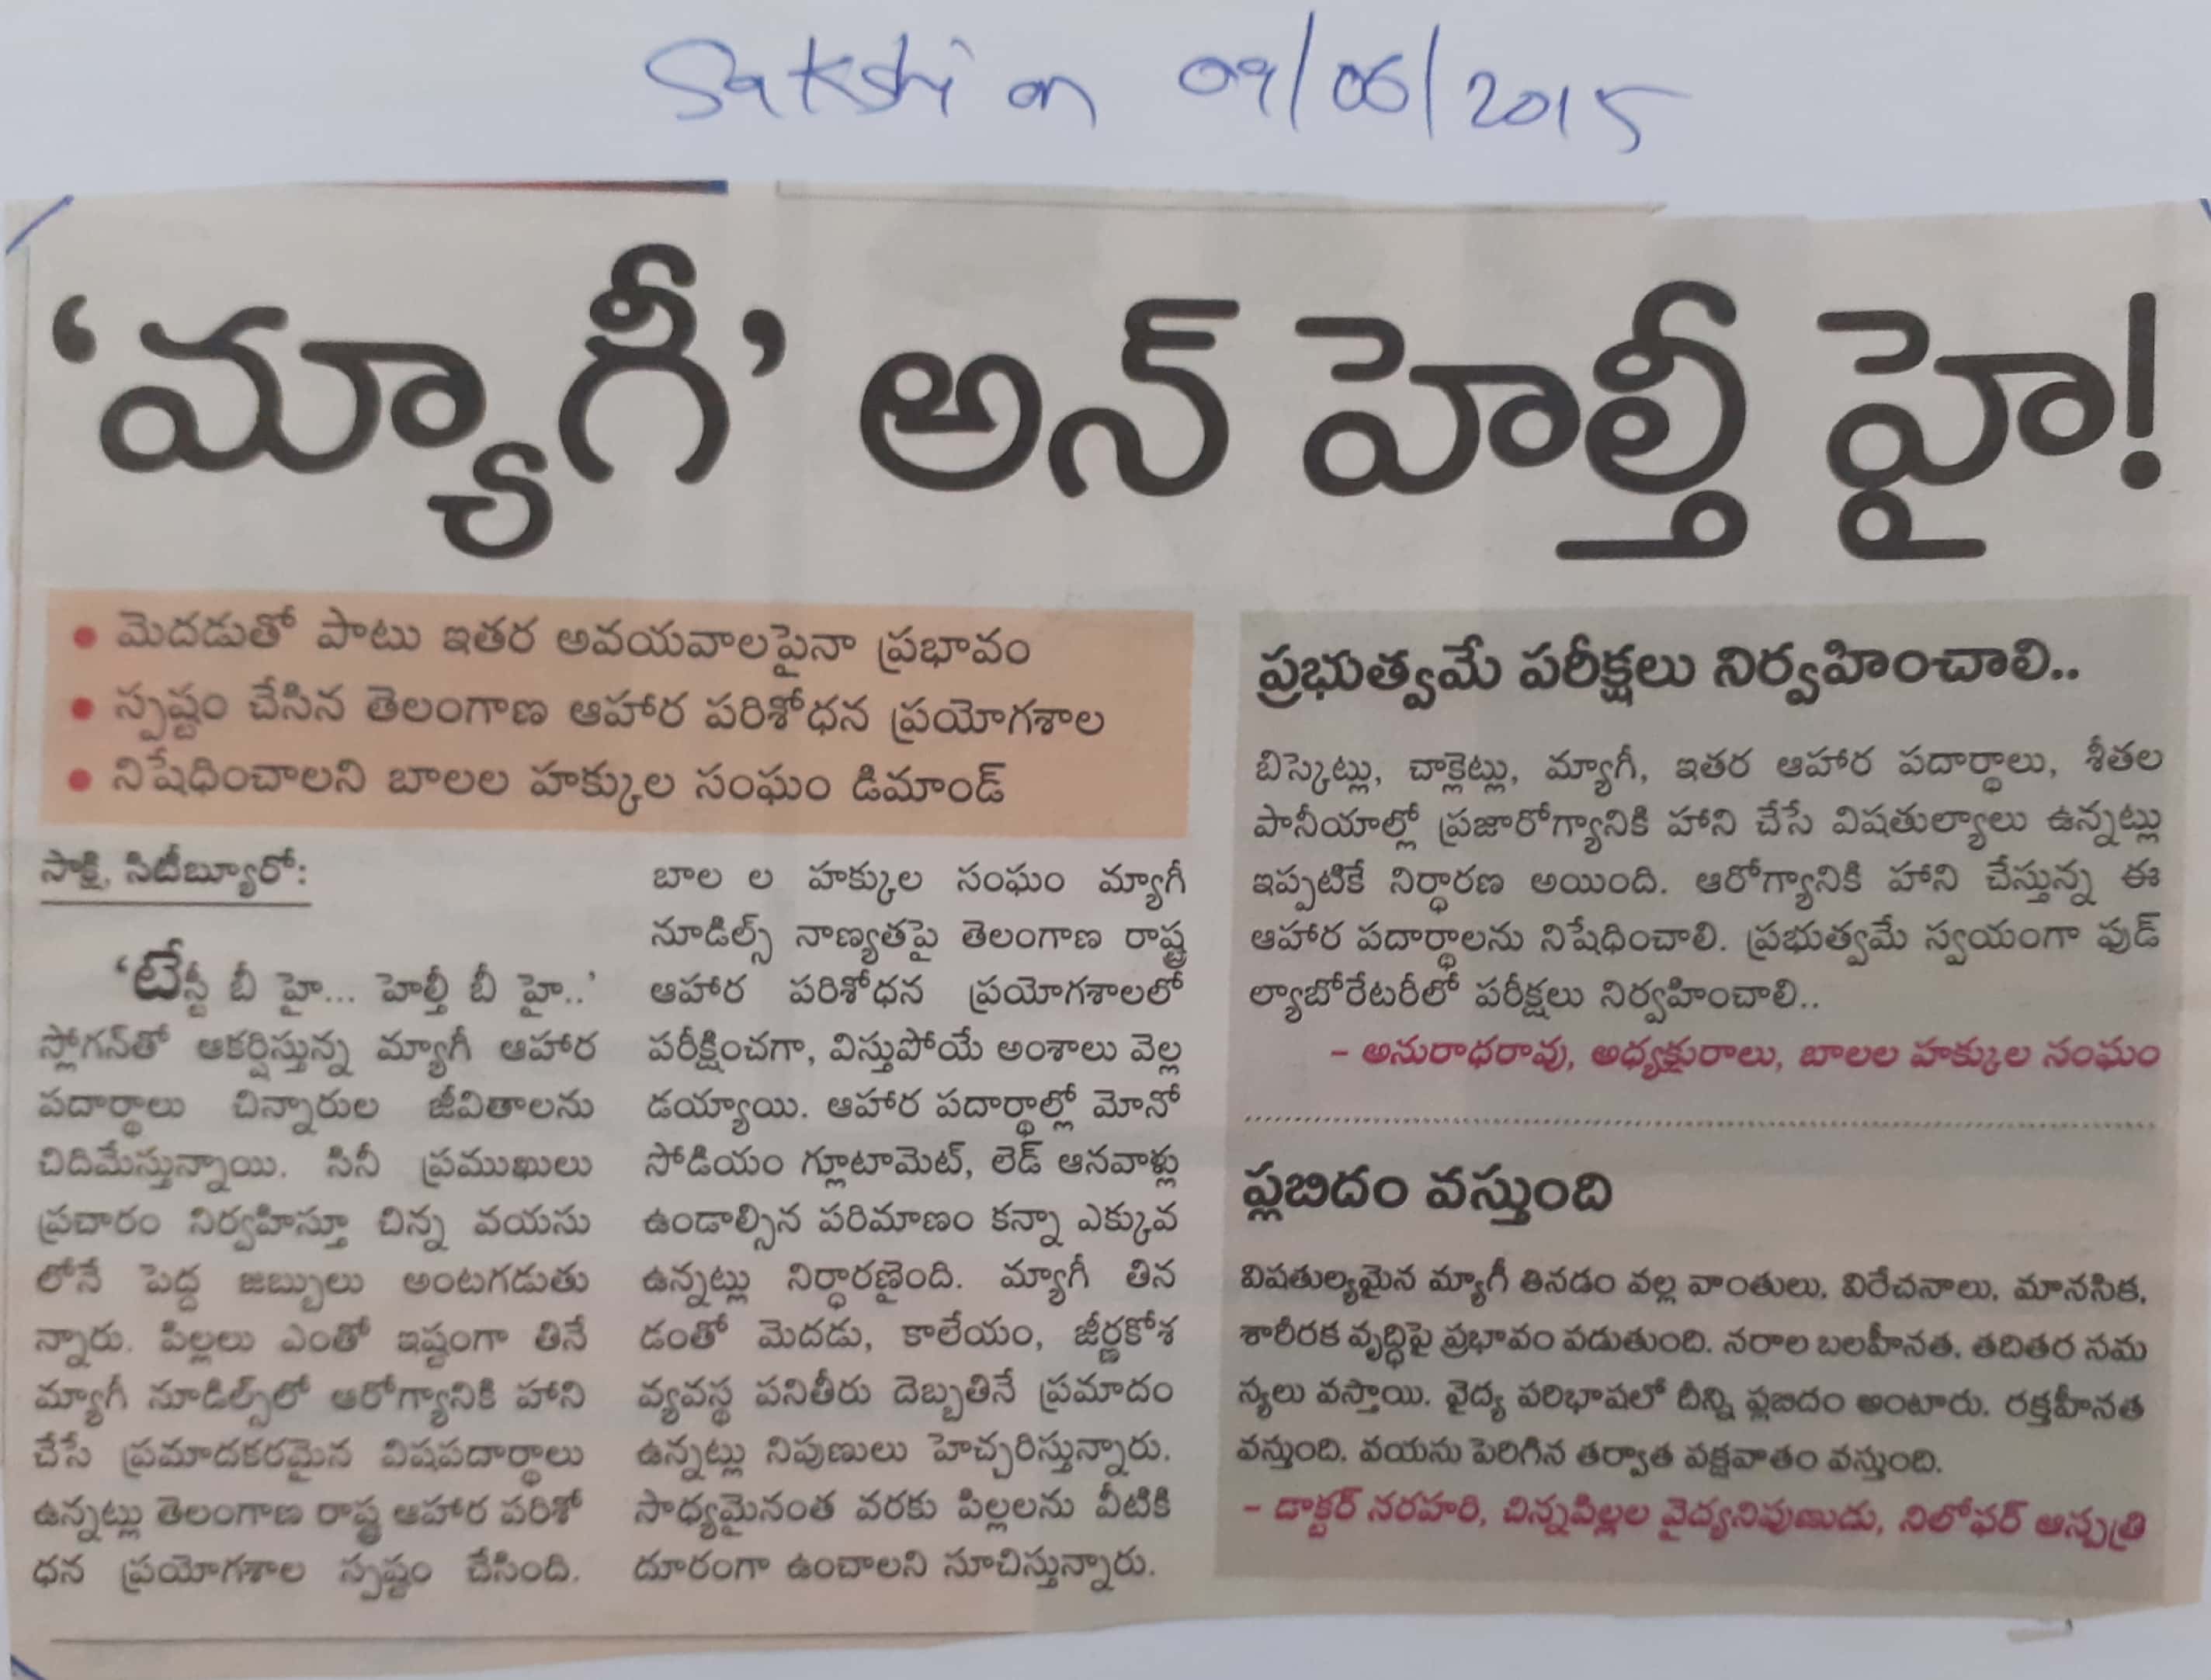 Sakshi on 09/06/2015
‘మ్యాగీ’ అన్ హెల్తీ హై!
• మెదడుతో పాటు ఇతర అవయవాలపైనా ప్రభావం
• స్పష్టం చేసిన తెలంగాణ ఆహార పరిశోధన ప్రయోగశాల
• నిషేధించాలని బాలల హక్కుల సంఘం డిమాండ్
సాక్షి, సిటీబ్యూరో:
‘టేస్టీ బీ హై... హెల్తీ బీ హై..’
స్లోగన్‌తో ఆకర్షిస్తున్న మ్యాగీ ఆహార
పదార్థాలు చిన్నారుల జీవితాలను
చిదిమేస్తున్నాయి. సినీ ప్రముఖులు
ప్రచారం నిర్వహిస్తూ చిన్న వయసు
లోనే పెద్ద జబ్బులు అంటగడుతు
న్నారు. పిల్లలు ఎంతో ఇష్టంగా తినే
మ్యాగీ నూడిల్స్‌లో ఆరోగ్యానికి హాని
చేసే ప్రమాదకరమైన విషపదార్థాలు
ఉన్నట్లు తెలంగాణ రాష్ట్ర ఆహార పరిశో
ధన ప్రయోగశాల స్పష్టం చేసింది.
బాల ల హక్కుల సంఘం మ్యాగీ
నూడిల్స్ నాణ్యతపై తెలంగాణ రాష్ట్ర
ఆహార పరిశోధన ప్రయోగశాలలో
పరీక్షించగా, విస్తుపోయే అంశాలు వెల్ల
డయ్యాయి. ఆహార పదార్థాల్లో మోనో
సోడియం గ్లూటామెట్, లెడ్ ఆనవాళ్లు
ఉండాల్సిన పరిమాణం కన్నా ఎక్కువ
ఉన్నట్లు నిర్ధారణైంది. మ్యాగీ తిన
డంతో మెదడు, కాలేయం, జీర్ణకోశ
వ్యవస్థ పనితీరు దెబ్బతినే ప్రమాదం
ఉన్నట్లు నిపుణులు హెచ్చరిస్తున్నారు.
సాధ్యమైనంత వరకు పిల్లలను వీటికి
దూరంగా ఉంచాలని సూచిస్తున్నారు.
ప్రభుత్వమే పరీక్షలు నిర్వహించాలి..
బిస్కెట్లు, చాక్లెట్లు, మ్యాగీ, ఇతర ఆహార పదార్థాలు, శీతల
పానీయాల్లో ప్రజారోగ్యానికి హాని చేసే విషతుల్యాలు ఉన్నట్లు
ఇప్పటికే నిర్ధారణ అయింది. ఆరోగ్యానికి హాని చేస్తున్న ఈ
ఆహార పదార్థాలను నిషేధించాలి. ప్రభుత్వమే స్వయంగా ఫుడ్
ల్యాబోరేటరీలో పరీక్షలు నిర్వహించాలి..
– అనురాధరావు, అధ్యక్షురాలు, బాలల హక్కుల సంఘం
ప్లబిదం వస్తుంది
విషతుల్యమైన మ్యాగీ తినడం వల్ల వాంతులు, విరేచనాలు, మానసిక,
శారీరక వృద్ధిపై ప్రభావం పడుతుంది. నరాల బలహీనత, తదితర సమ
స్యలు వస్తాయి. వైద్య పరిభాషలో దీన్ని ప్లబిదం అంటారు. రక్తహీనత
వస్తుంది. వయసు పెరిగిన తర్వాత పక్షవాతం వస్తుంది.
– డాక్టర్ నరహరి, చిన్నపిల్లల వైద్యనిపుణుడు, నిలోఫర్ ఆస్పత్రి